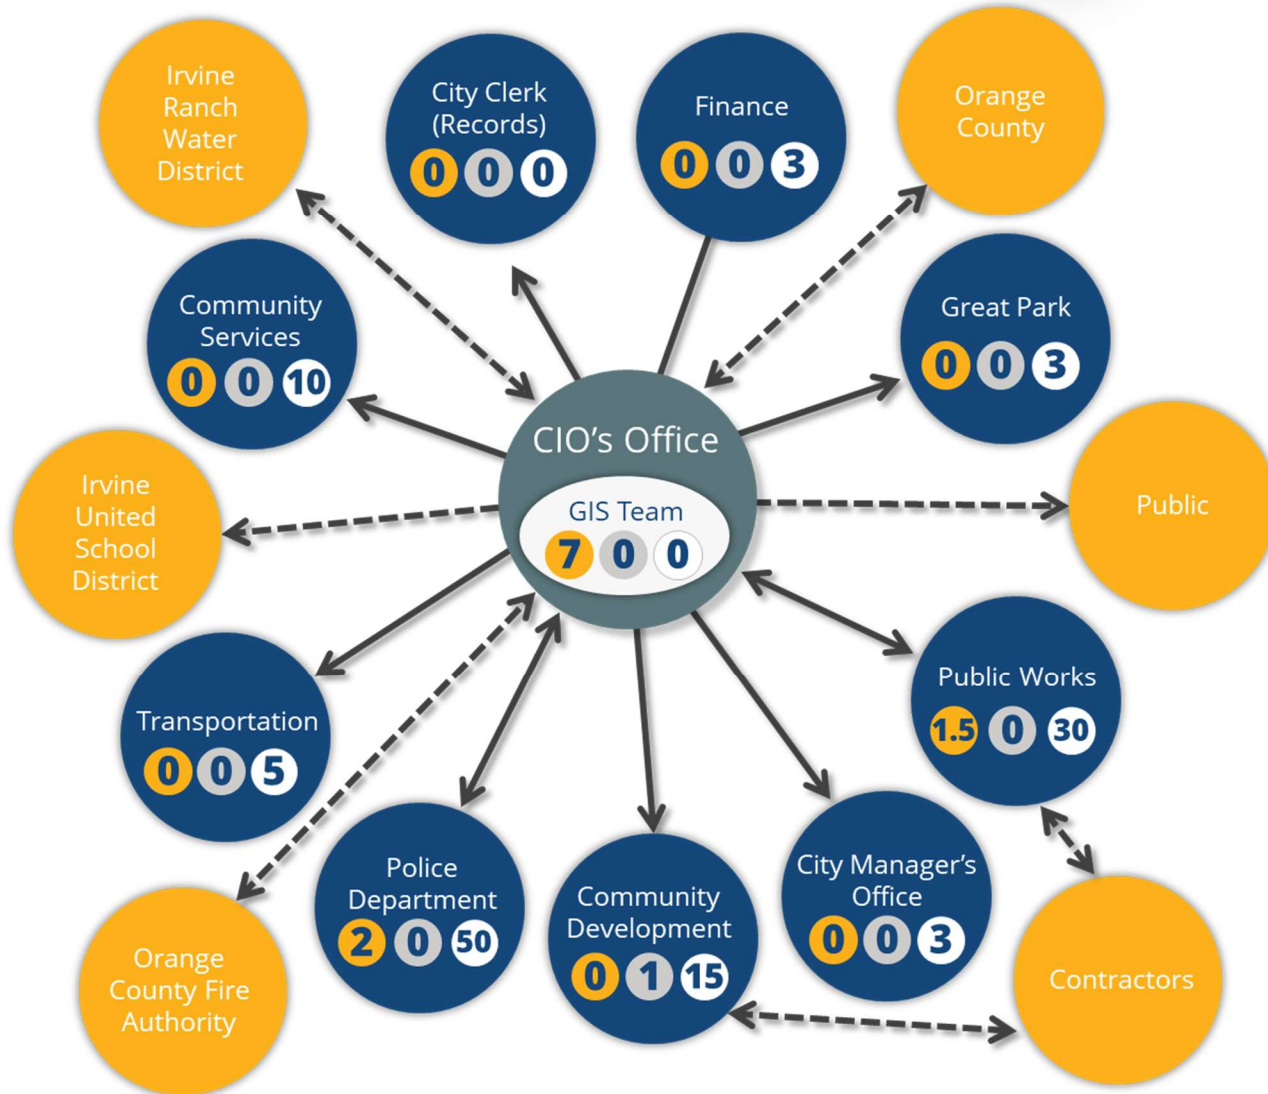 Irvine
Ranch
Water
District
City Clerk
(Records)
0 0 0
Finance
0 0 3
Orange
County
Community
Services
0 0 10
Great Park
0 0 3
CIO's Office
GIS Team
7 0 0
Irvine
United
School
District
Public
Transportation
0 0 5
Public Works
1.5 0 30
Police
Department
2 0 50
Community
Development
0 1 15
City Manager's
Office
0 0 3
Orange
County Fire
Authority
Contractors